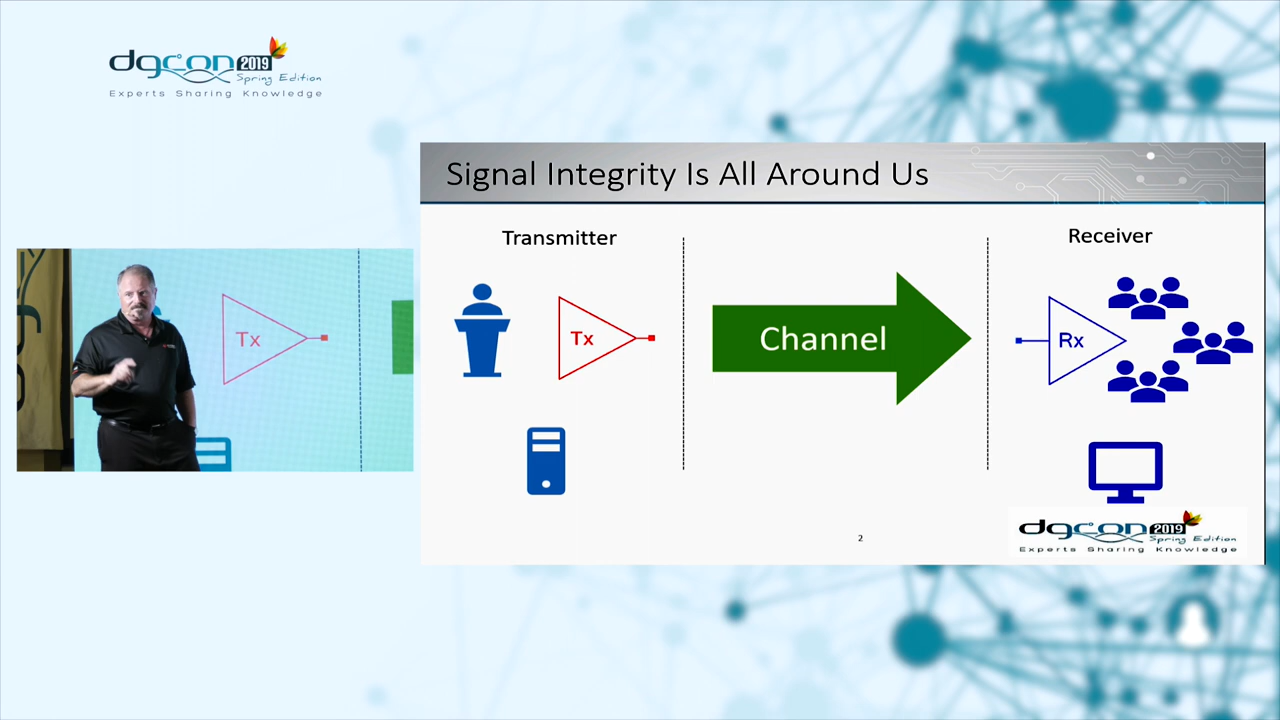 dgcon 2019
Spring Edition
Experts Sharing Knowledge
Signal Integrity Is All Around Us
Transmitter
Receiver
Tx
Channel
Rx
Tx
2
dgcon 2019
Spring Edition
Experts Sharing Knowledge